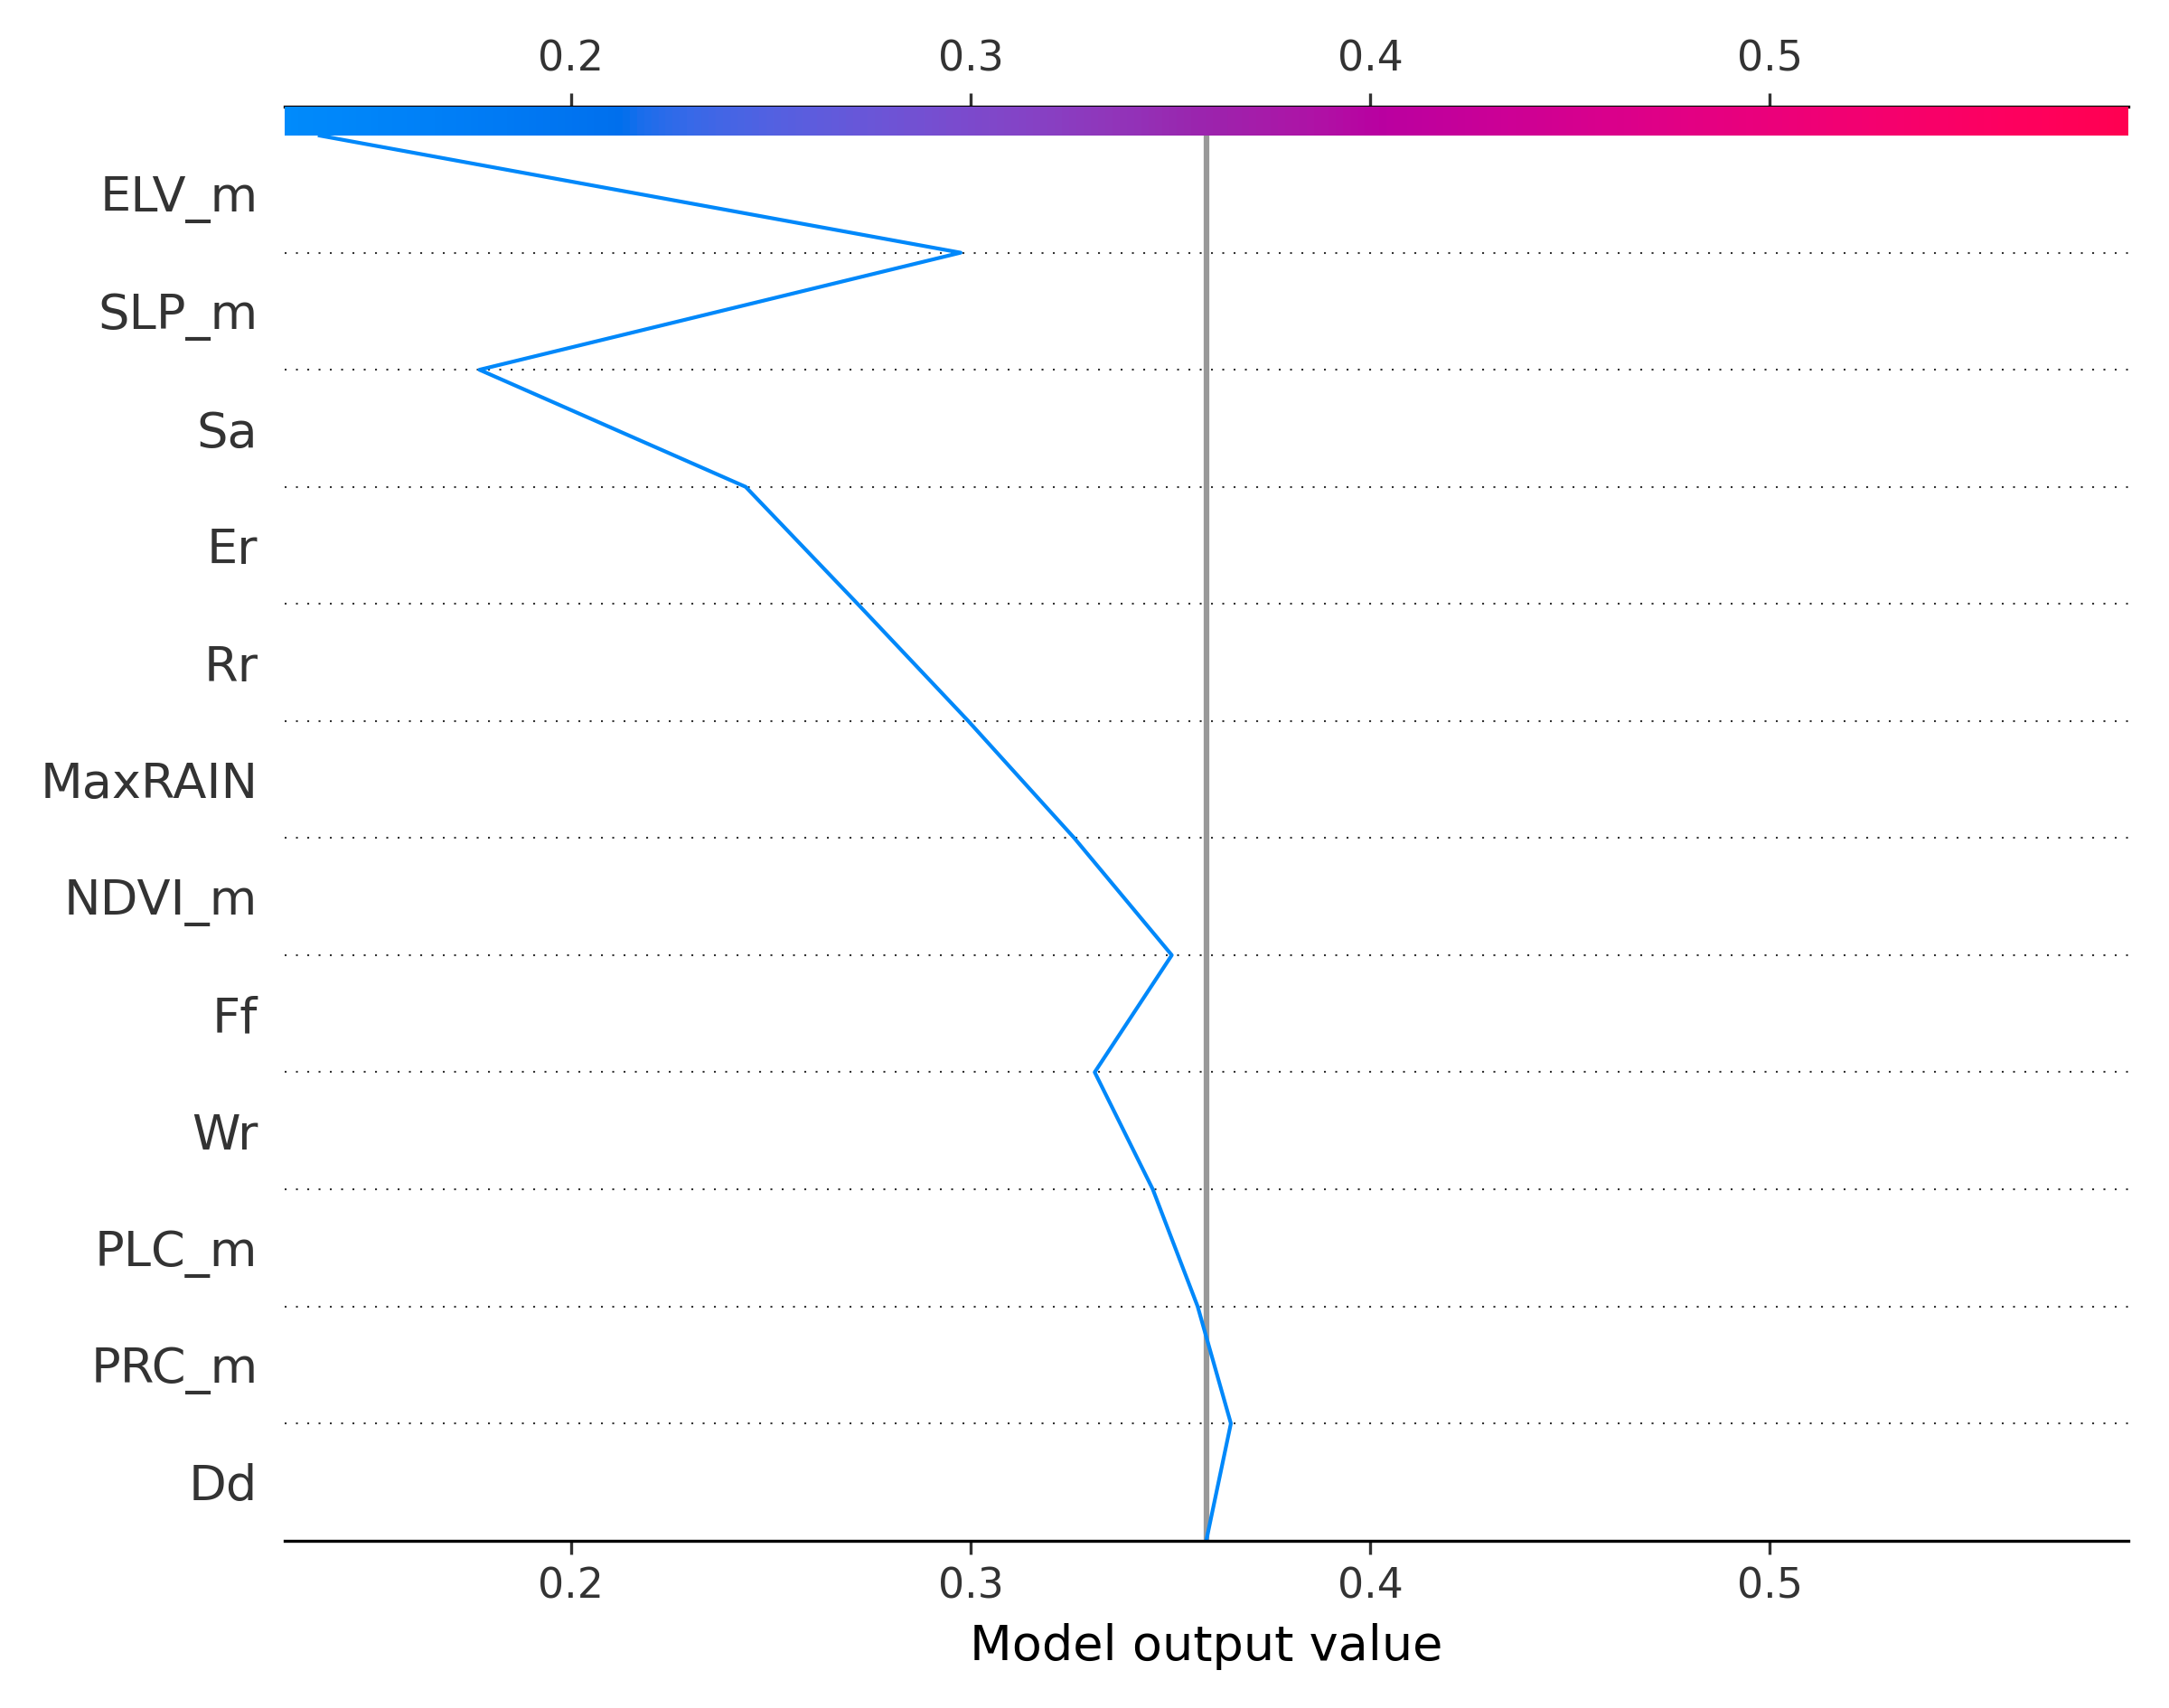 0.2 0.3 0.4 0.5
ELV_m
SLP_m
Sa
Er
Rr
MaxRAIN
NDVI_m
Ff
Wr
PLC_m
PRC_m
Dd
0.2 0.3 0.4 0.5
Model output value